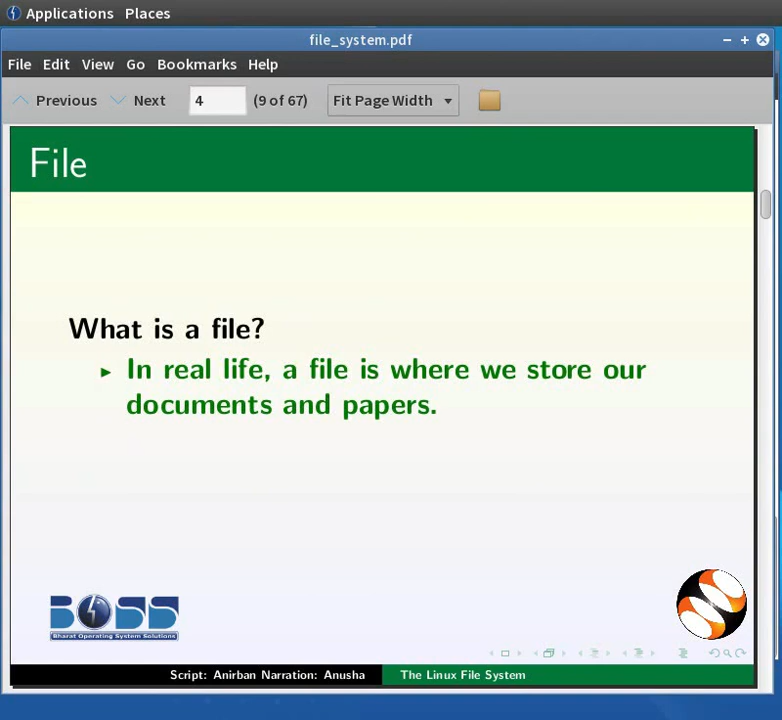 Applications Places
file_system.pdf
File Edit View Go Bookmarks Help
Previous Next 4 (9 of 67) Fit Page Width
File
What is a file?
In real life, a file is where we store our
documents and papers.
BOSS
Bharat Operating System Solutions
Script: Anirban Narration: Anusha The Linux File System